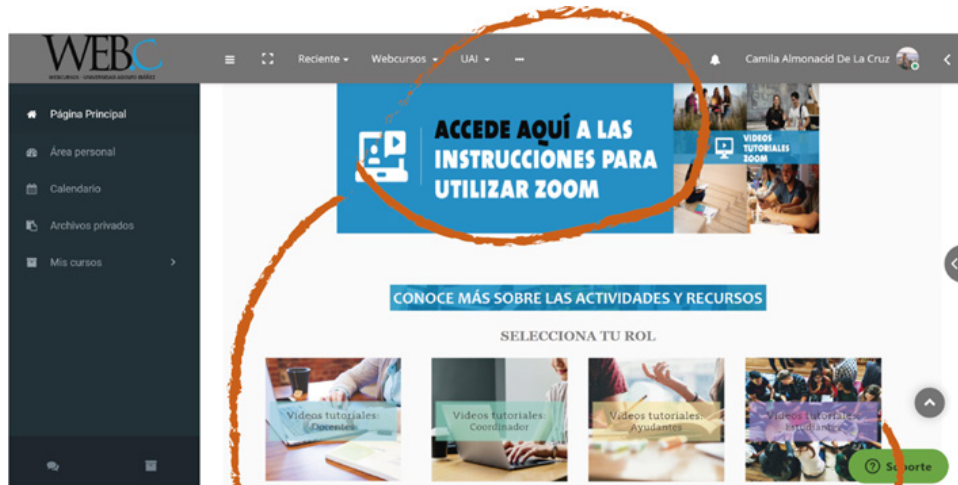 WEB.C
WEBCURSOS - UNIVERSIDAD ADOLFO IBÁÑEZ
Reciente
Webcursos
UAI
Camila Almonacid De La Cruz
Página Principal
Área personal
Calendario
Archivos privados
Mis cursos
ACCEDE AQUÍ A LAS
INSTRUCCIONES PARA
UTILIZAR ZOOM
VIDEOS
TUTORIALES
ZOOM
CONOCE MÁS SOBRE LAS ACTIVIDADES Y RECURSOS
SELECCIONA TU ROL
Videos tutoriales:
Docentes
Videos tutoriales:
Coordinador
Videos tutoriales:
Ayudantes
Videos tutoriales:
Estudiantes
Soporte